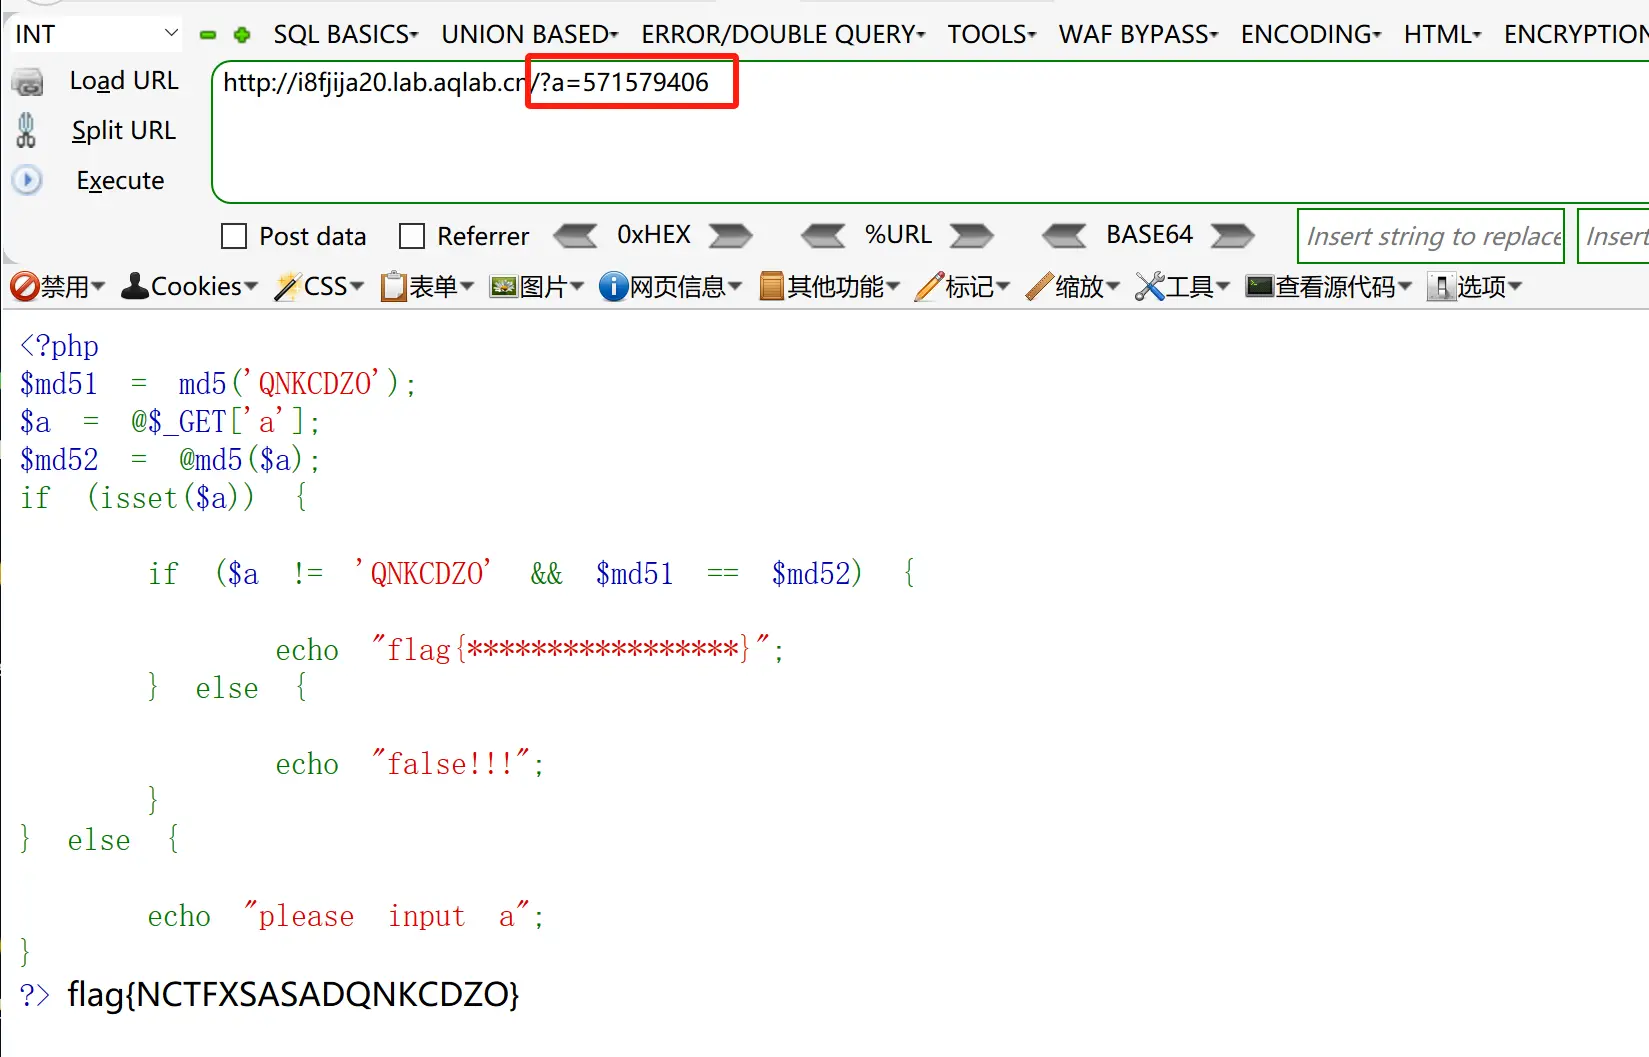 INT SQL BASICS UNION BASED ERROR/DOUBLE QUERY TOOLS WAF BYPASS ENCODING HTML ENCRYPTION
Load URL http://i8fjija20.lab.aqlab.cn/?a=571579406
Split URL
Execute
Post data Referrer 0xHEX %URL BASE64 Insert string to replace Insert
禁用 Cookies CSS 表单 图片 网页信息 其他功能 标记 缩放 工具 查看源代码 选项
<?php
$md51 = md5('QNKCDZO');
$a = @$_GET['a'];
$md52 = @md5($a);
if (isset($a)) {
if ($a != 'QNKCDZO' && $md51 == $md52) {
echo "flag{*****************}";
} else {
echo "false!!!";
}
} else {
echo "please input a";
}
?> flag{NCTFXSASADQNKCDZO}